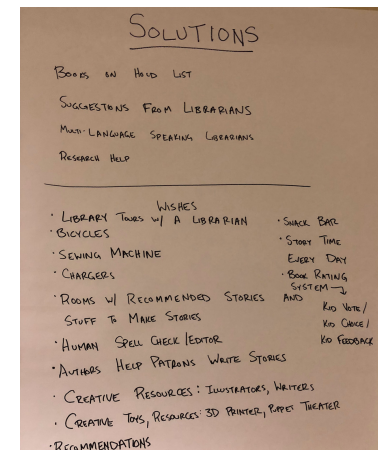 SOLUTIONS
BOOKS ON HOLD LIST
SUGGESTIONS FROM LIBRARIANS
MULTI-LANGUAGE SPEAKING LIBRARIANS
RESEARCH HELP
WISHES
· LIBRARY TOURS W/ A LIBRARIAN
· BICYCLES
· SEWING MACHINE
· CHARGERS
· ROOMS W/ RECOMMENDED STORIES AND
STUFF TO MAKE STORIES
· HUMAN SPELL CHECK/EDITOR
· AUTHORS HELP PATRONS WRITE STORIES
· CREATIVE RESOURCES: ILLUSTRATORS, WRITERS
· CREATIVE TOYS, RESOURCES: 3D PRINTER, PUPPET THEATER
· RECOMMENDATIONS
· SNACK BAR
· STORY TIME
EVERY DAY
· BOOK RATING
SYSTEM →
KID VOTE/
KID CHOICE/
KID FEEDBACK